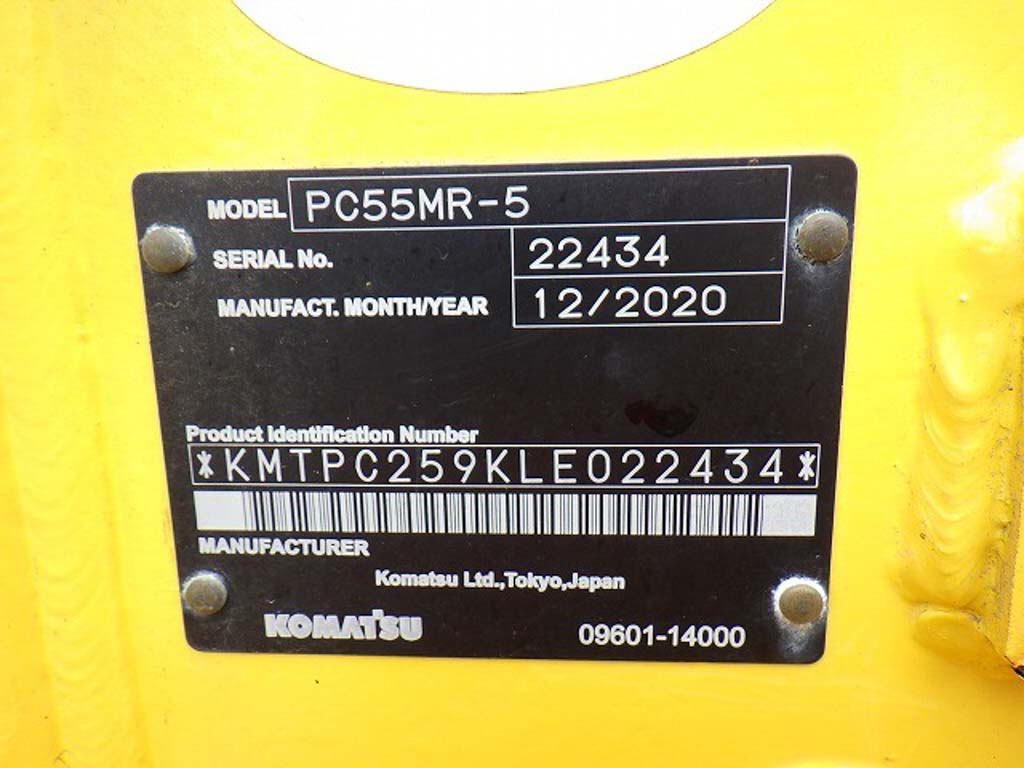 MODEL PC55MR-5
SERIAL No. 22434
MANUFACT. MONTH/YEAR 12/2020
Product Identification Number
*KMTPC259KLE022434*
MANUFACTURER
Komatsu Ltd.,Tokyo,Japan
KOMATSU 09601-14000